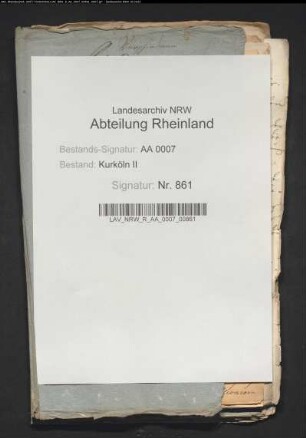 Landesarchiv NRW
Abteilung Rheinland
Bestands-Signatur: AA 0007
Bestand: Kurköln II
Signatur: Nr. 861
LAV_NRW_R_AA_0007_00861